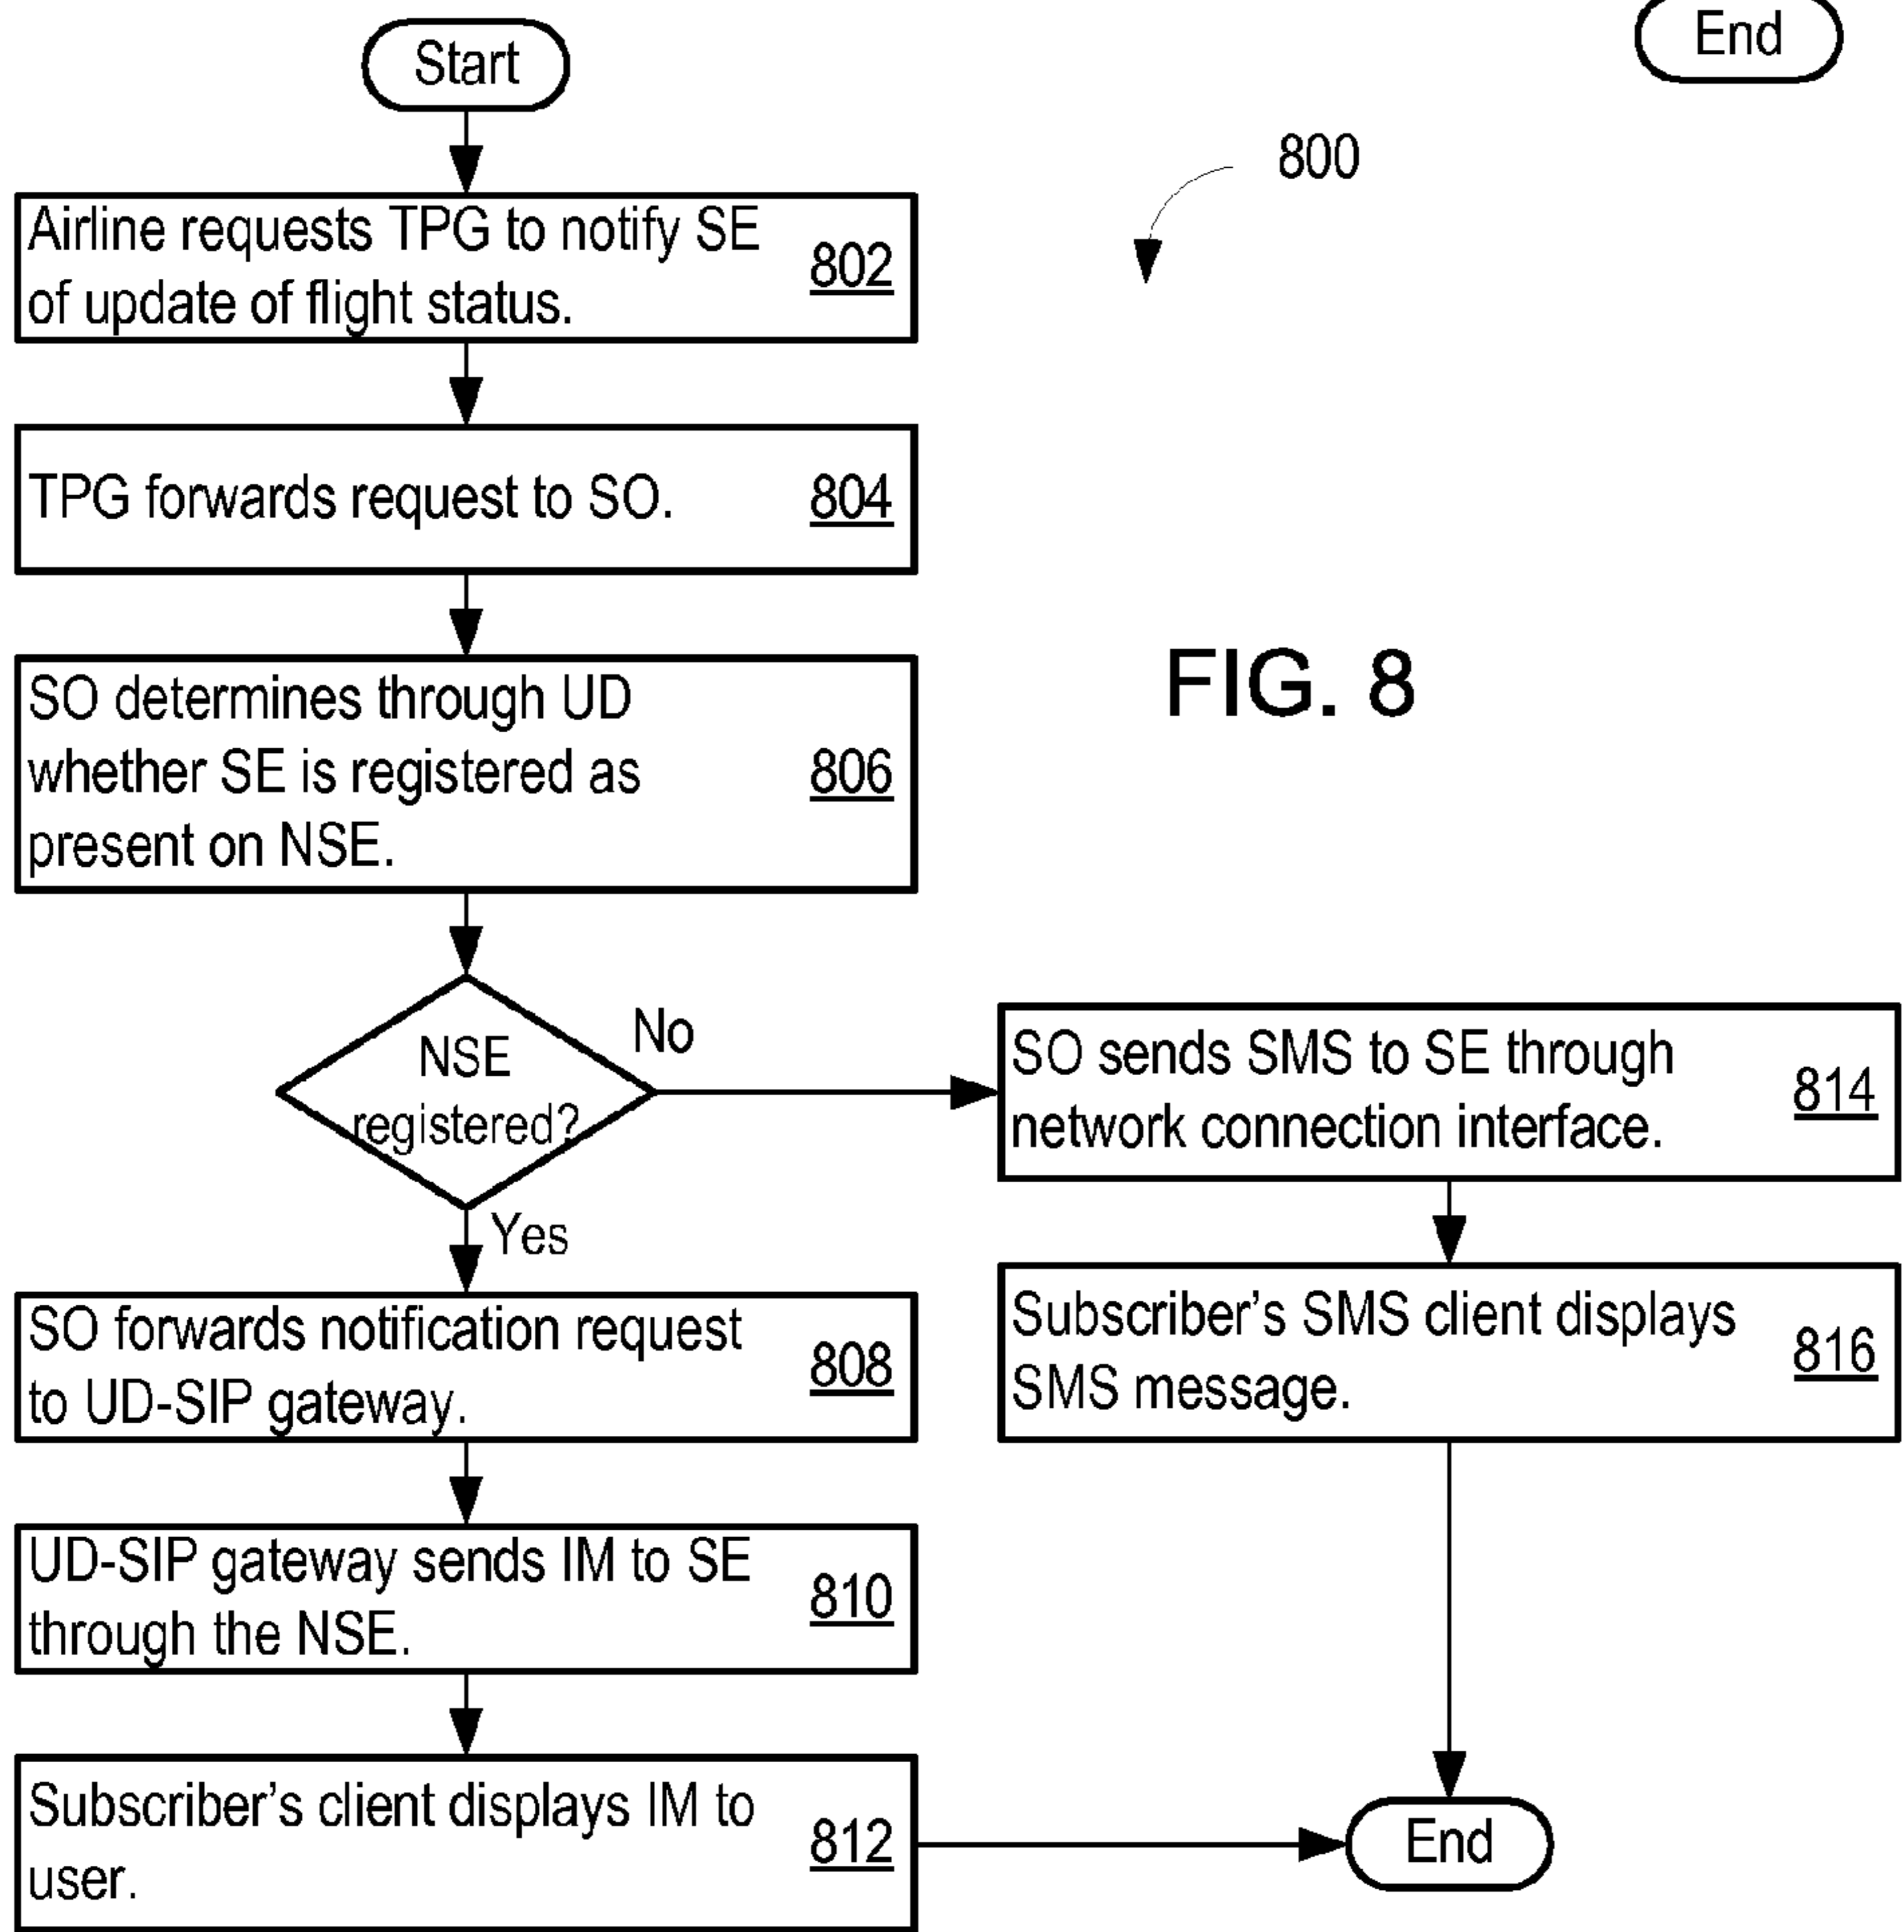 Start
End
800
Airline requests TPG to notify SE
of update of flight status.
802
TPG forwards request to SO.
804
SO determines through UD
whether SE is registered as
present on NSE.
806
FIG. 8
NSE
registered?
No
Yes
SO sends SMS to SE through
network connection interface.
814
SO forwards notification request
to UD-SIP gateway.
808
Subscriber's SMS client displays
SMS message.
816
UD-SIP gateway sends IM to SE
through the NSE.
810
Subscriber's client displays IM to
user.
812
End